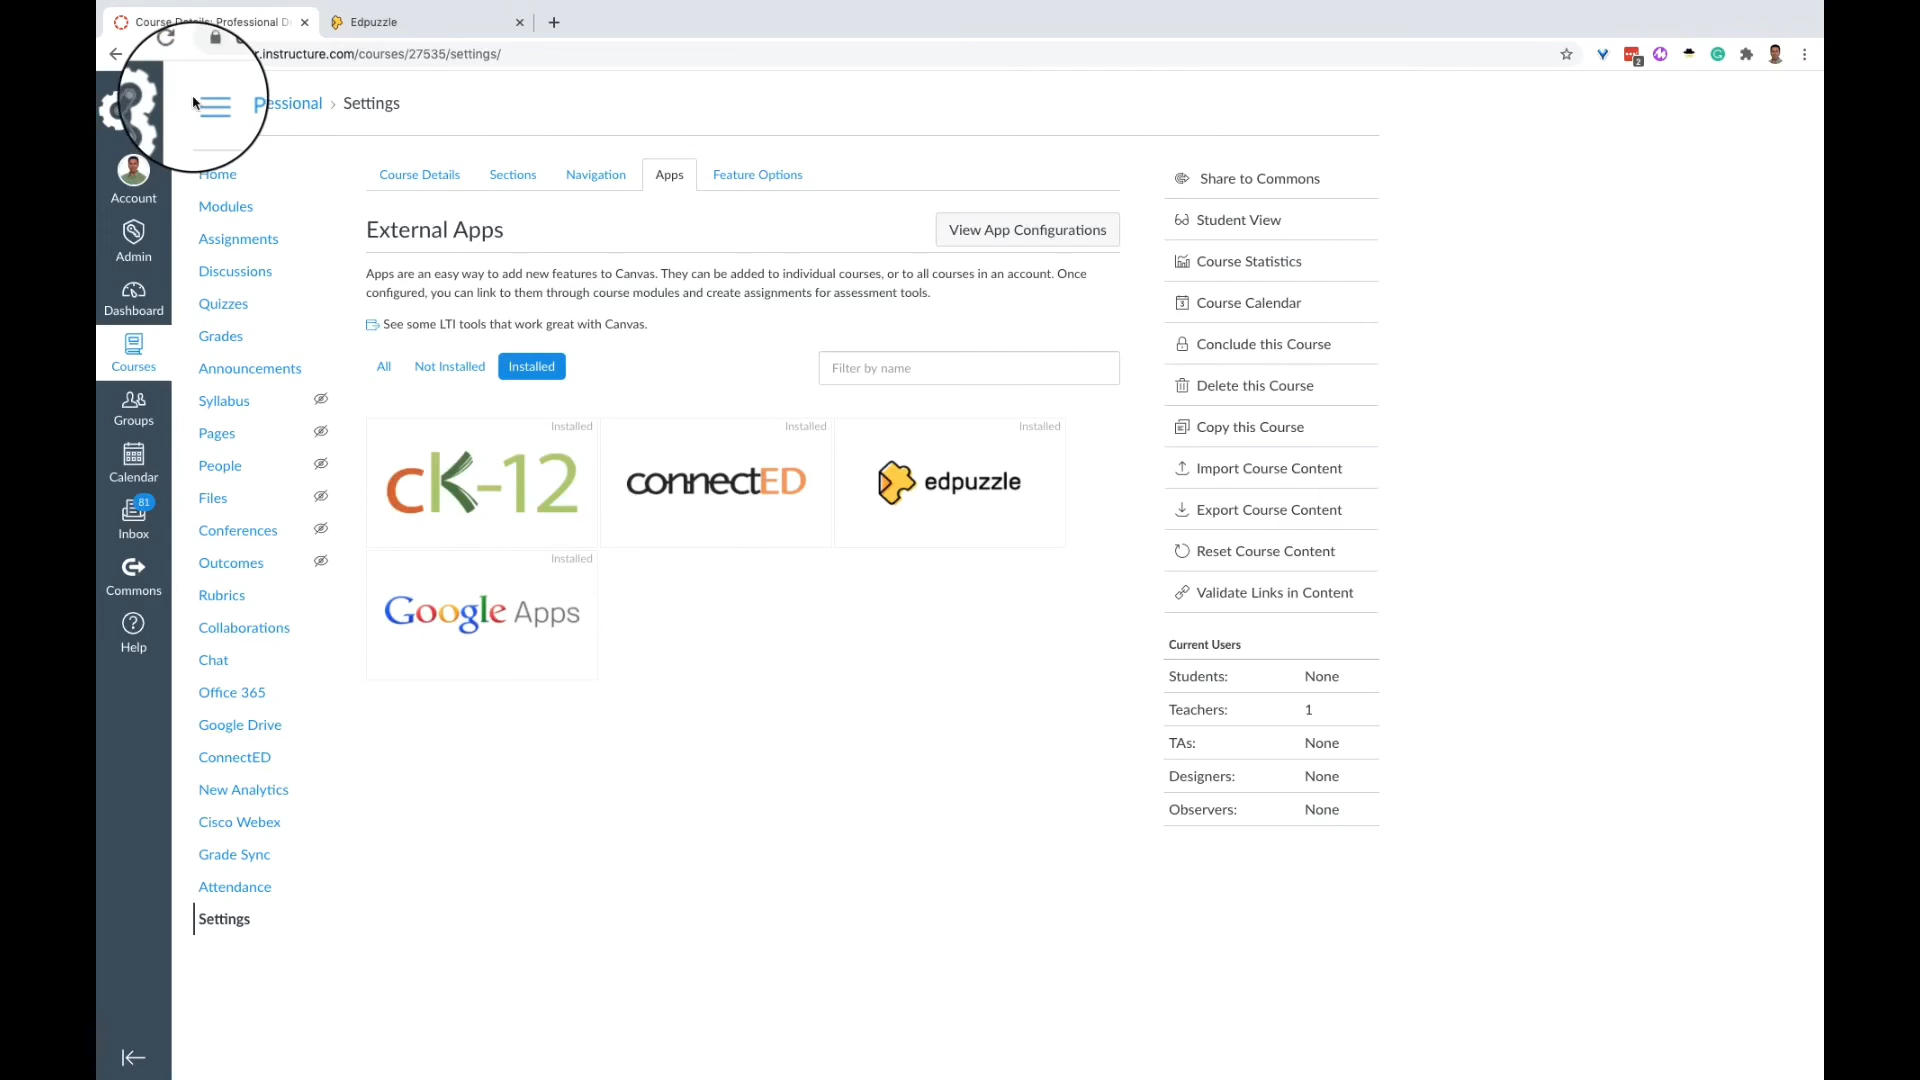 Course Details: Professional D
Edpuzzle
r.instructure.com/courses/27535/settings/
2
Pessional › Settings
Account
Admin
Dashboard
Courses
Groups
Calendar
81
Inbox
Commons
Help
Home
Modules
Assignments
Discussions
Quizzes
Grades
Announcements
Syllabus
Pages
People
Files
Conferences
Outcomes
Rubrics
Collaborations
Chat
Office 365
Google Drive
ConnectED
New Analytics
Cisco Webex
Grade Sync
Attendance
Settings
Course Details Sections Navigation Apps Feature Options
External Apps
View App Configurations
Apps are an easy way to add new features to Canvas. They can be added to individual courses, or to all courses in an account. Once
configured, you can link to them through course modules and create assignments for assessment tools.
See some LTI tools that work great with Canvas.
All Not Installed Installed
Filter by name
Installed
cK-12
Installed
connectED
Installed
edpuzzle
Installed
Google Apps
Share to Commons
Student View
Course Statistics
Course Calendar
Conclude this Course
Delete this Course
Copy this Course
Import Course Content
Export Course Content
Reset Course Content
Validate Links in Content
Current Users
Students: None
Teachers: 1
TAs: None
Designers: None
Observers: None